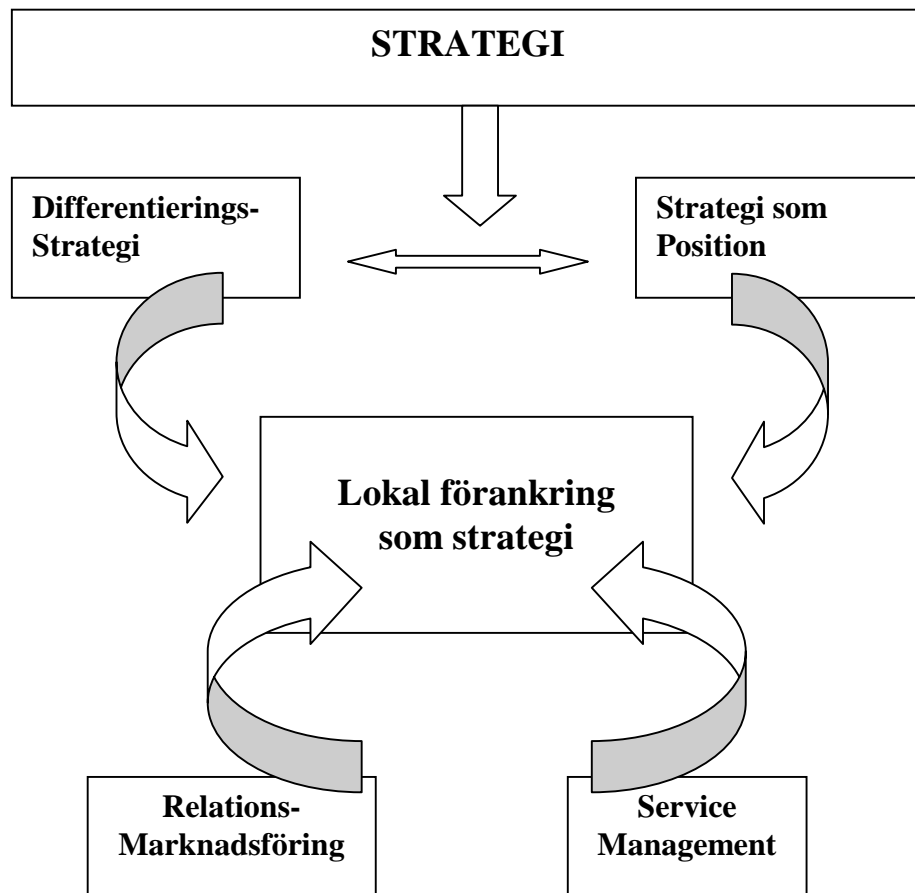 STRATEGI
Differentierings-
Strategi
Strategi som
Position
Lokal förankring
som strategi
Relations-
Marknadsföring
Service
Management